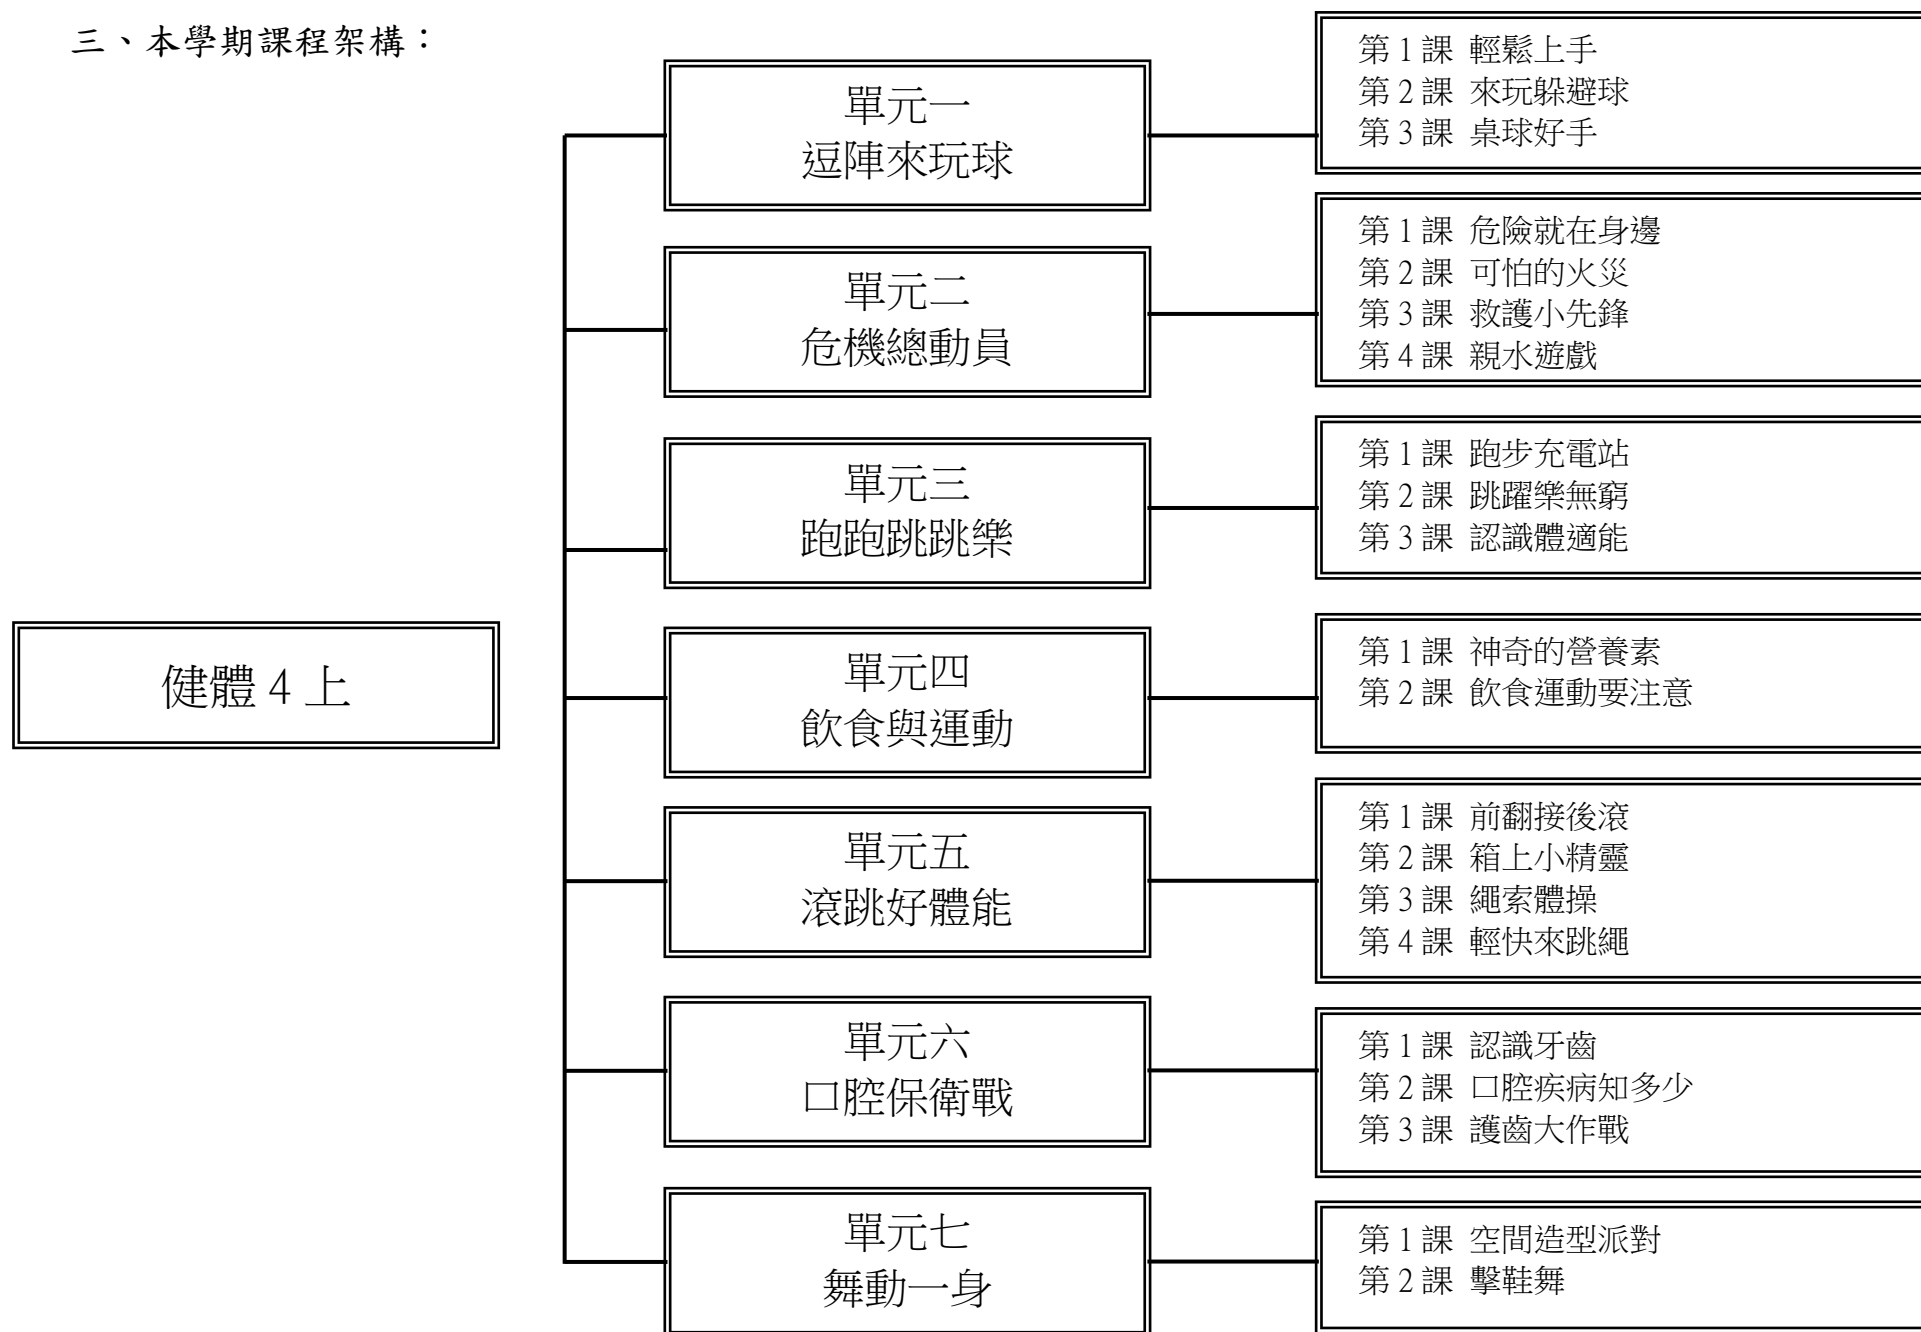 三、本學期課程架構：
健體 4 上
單元一
逗陣來玩球
第 1 課 輕鬆上手
第 2 課 來玩躲避球
第 3 課 桌球好手
單元二
危機總動員
第 1 課 危險就在身邊
第 2 課 可怕的火災
第 3 課 救護小先鋒
第 4 課 親水遊戲
單元三
跑跑跳跳樂
第 1 課 跑步充電站
第 2 課 跳躍樂無窮
第 3 課 認識體適能
單元四
飲食與運動
第 1 課 神奇的營養素
第 2 課 飲食運動要注意
單元五
滾跳好體能
第 1 課 前翻接後滾
第 2 課 箱上小精靈
第 3 課 繩索體操
第 4 課 輕快來跳繩
單元六
口腔保衛戰
第 1 課 認識牙齒
第 2 課 口腔疾病知多少
第 3 課 護齒大作戰
單元七
舞動一身
第 1 課 空間造型派對
第 2 課 擊鞋舞